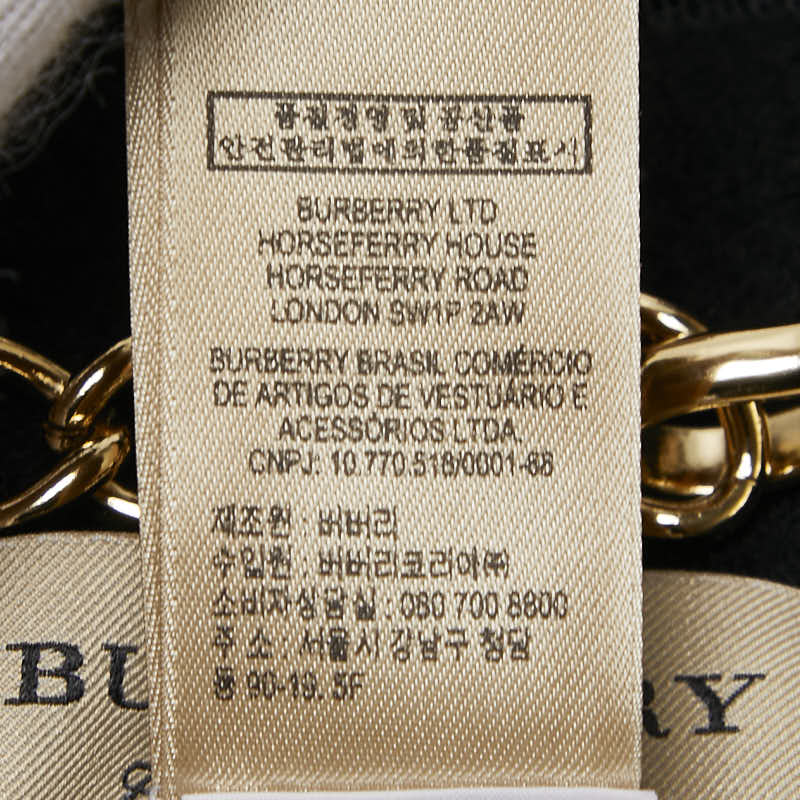 품질경영 및 공산품
안전관리법에의한품질표시
BURBERRY LTD
HORSEFERRY HOUSE
HORSEFERRY ROAD
LONDON SW1P 2AW
BURBERRY BRASIL COMÉRCIO
DE ARTIGOS DE VESTUÁRIO E
ACESSÓRIOS LTDA.
CNPJ: 10.770.518/0001-66
제조원 : 버버리
수입원 : 버버리코리아㈜
소비자상담실 : 080 700 8800
주 소 : 서울시 강남구 청담
동 90-19. 5F
BU RY
&